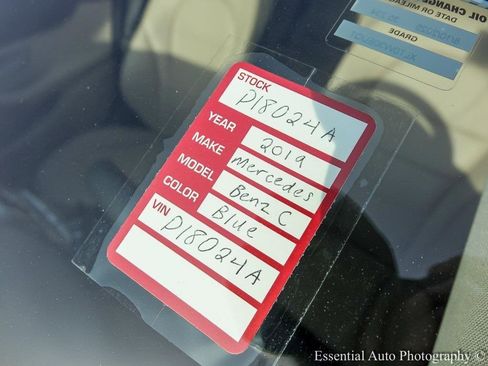 OIL CHANGE
DATE OR MILEAGE
GRADE
STOCK
P18024A
YEAR 2019
MAKE Mercedes
MODEL Benz C
COLOR Blue
VIN
P18024A
Essential Auto Photography ©